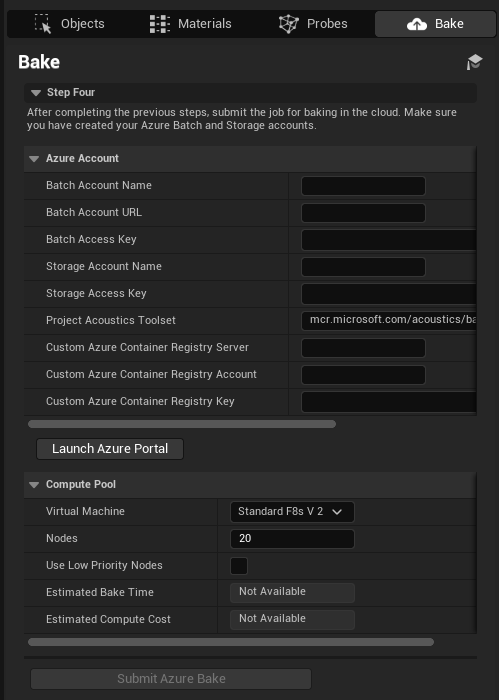 Objects
Materials
Probes
Bake
Bake
Step Four
After completing the previous steps, submit the job for baking in the cloud. Make sure
you have created your Azure Batch and Storage accounts.
Azure Account
Batch Account Name
Batch Account URL
Batch Access Key
Storage Account Name
Storage Access Key
Project Acoustics Toolset
mcr.microsoft.com/acoustics/ba
Custom Azure Container Registry Server
Custom Azure Container Registry Account
Custom Azure Container Registry Key
Launch Azure Portal
Compute Pool
Virtual Machine
Standard F8s V 2
Nodes
20
Use Low Priority Nodes
Estimated Bake Time
Not Available
Estimated Compute Cost
Not Available
Submit Azure Bake